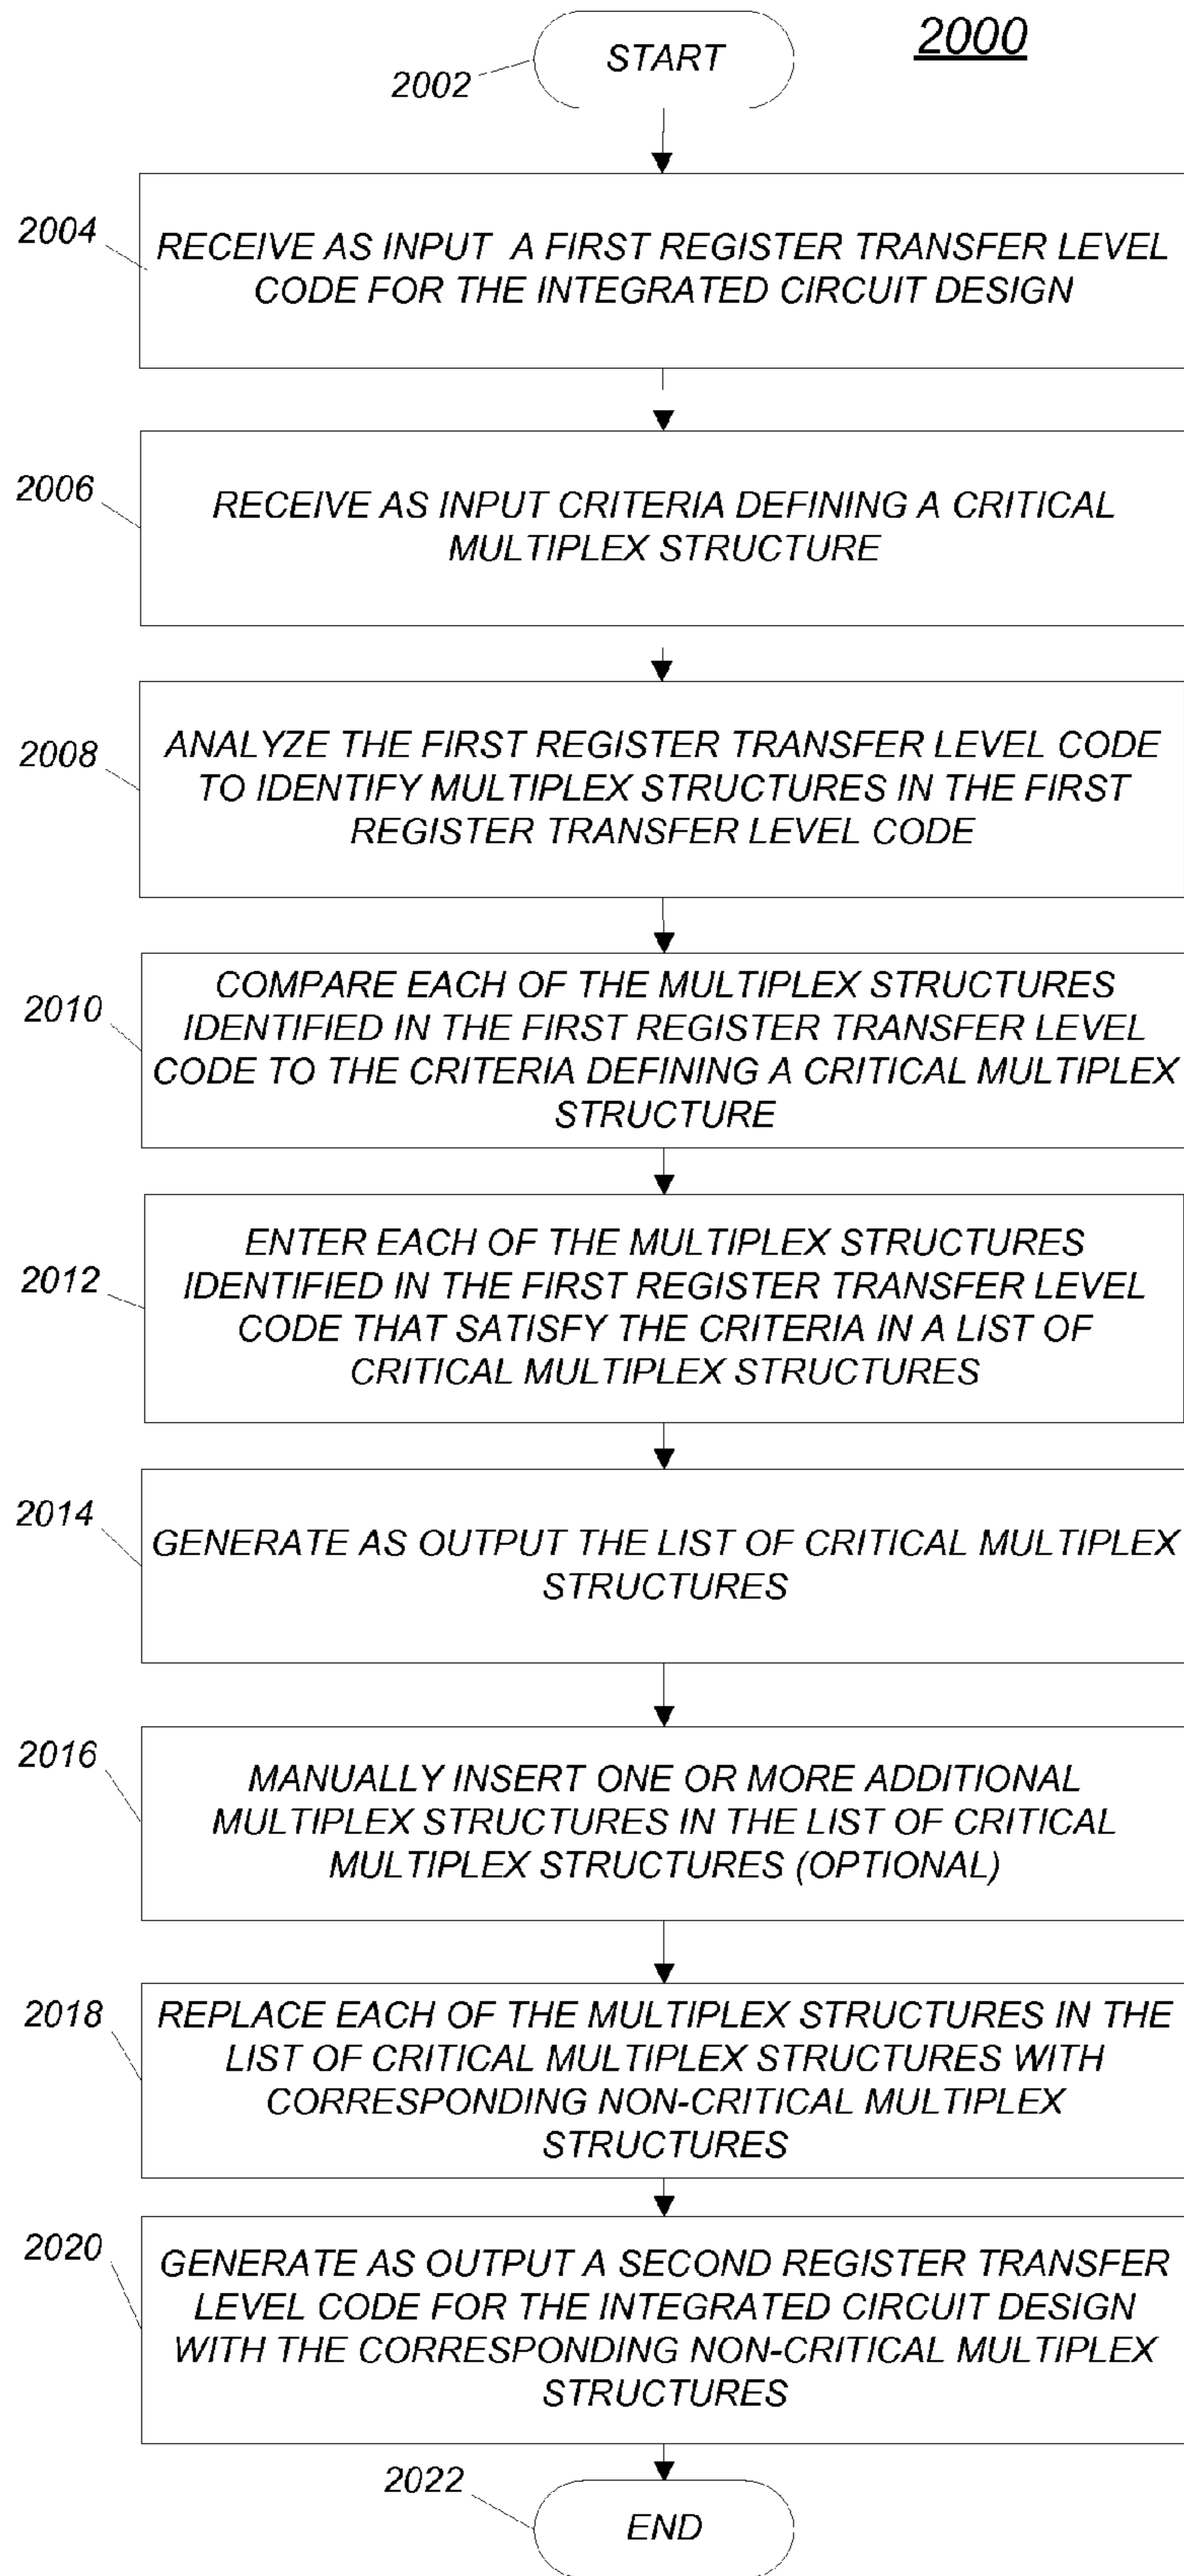 2000
START
2002
2004
RECEIVE AS INPUT A FIRST REGISTER TRANSFER LEVEL
CODE FOR THE INTEGRATED CIRCUIT DESIGN
2006
RECEIVE AS INPUT CRITERIA DEFINING A CRITICAL
MULTIPLEX STRUCTURE
2008
ANALYZE THE FIRST REGISTER TRANSFER LEVEL CODE
TO IDENTIFY MULTIPLEX STRUCTURES IN THE FIRST
REGISTER TRANSFER LEVEL CODE
2010
COMPARE EACH OF THE MULTIPLEX STRUCTURES
IDENTIFIED IN THE FIRST REGISTER TRANSFER LEVEL
CODE TO THE CRITERIA DEFINING A CRITICAL MULTIPLEX
STRUCTURE
2012
ENTER EACH OF THE MULTIPLEX STRUCTURES
IDENTIFIED IN THE FIRST REGISTER TRANSFER LEVEL
CODE THAT SATISFY THE CRITERIA IN A LIST OF
CRITICAL MULTIPLEX STRUCTURES
2014
GENERATE AS OUTPUT THE LIST OF CRITICAL MULTIPLEX
STRUCTURES
2016
MANUALLY INSERT ONE OR MORE ADDITIONAL
MULTIPLEX STRUCTURES IN THE LIST OF CRITICAL
MULTIPLEX STRUCTURES (OPTIONAL)
2018
REPLACE EACH OF THE MULTIPLEX STRUCTURES IN THE
LIST OF CRITICAL MULTIPLEX STRUCTURES WITH
CORRESPONDING NON-CRITICAL MULTIPLEX
STRUCTURES
2020
GENERATE AS OUTPUT A SECOND REGISTER TRANSFER
LEVEL CODE FOR THE INTEGRATED CIRCUIT DESIGN
WITH THE CORRESPONDING NON-CRITICAL MULTIPLEX
STRUCTURES
2022
END